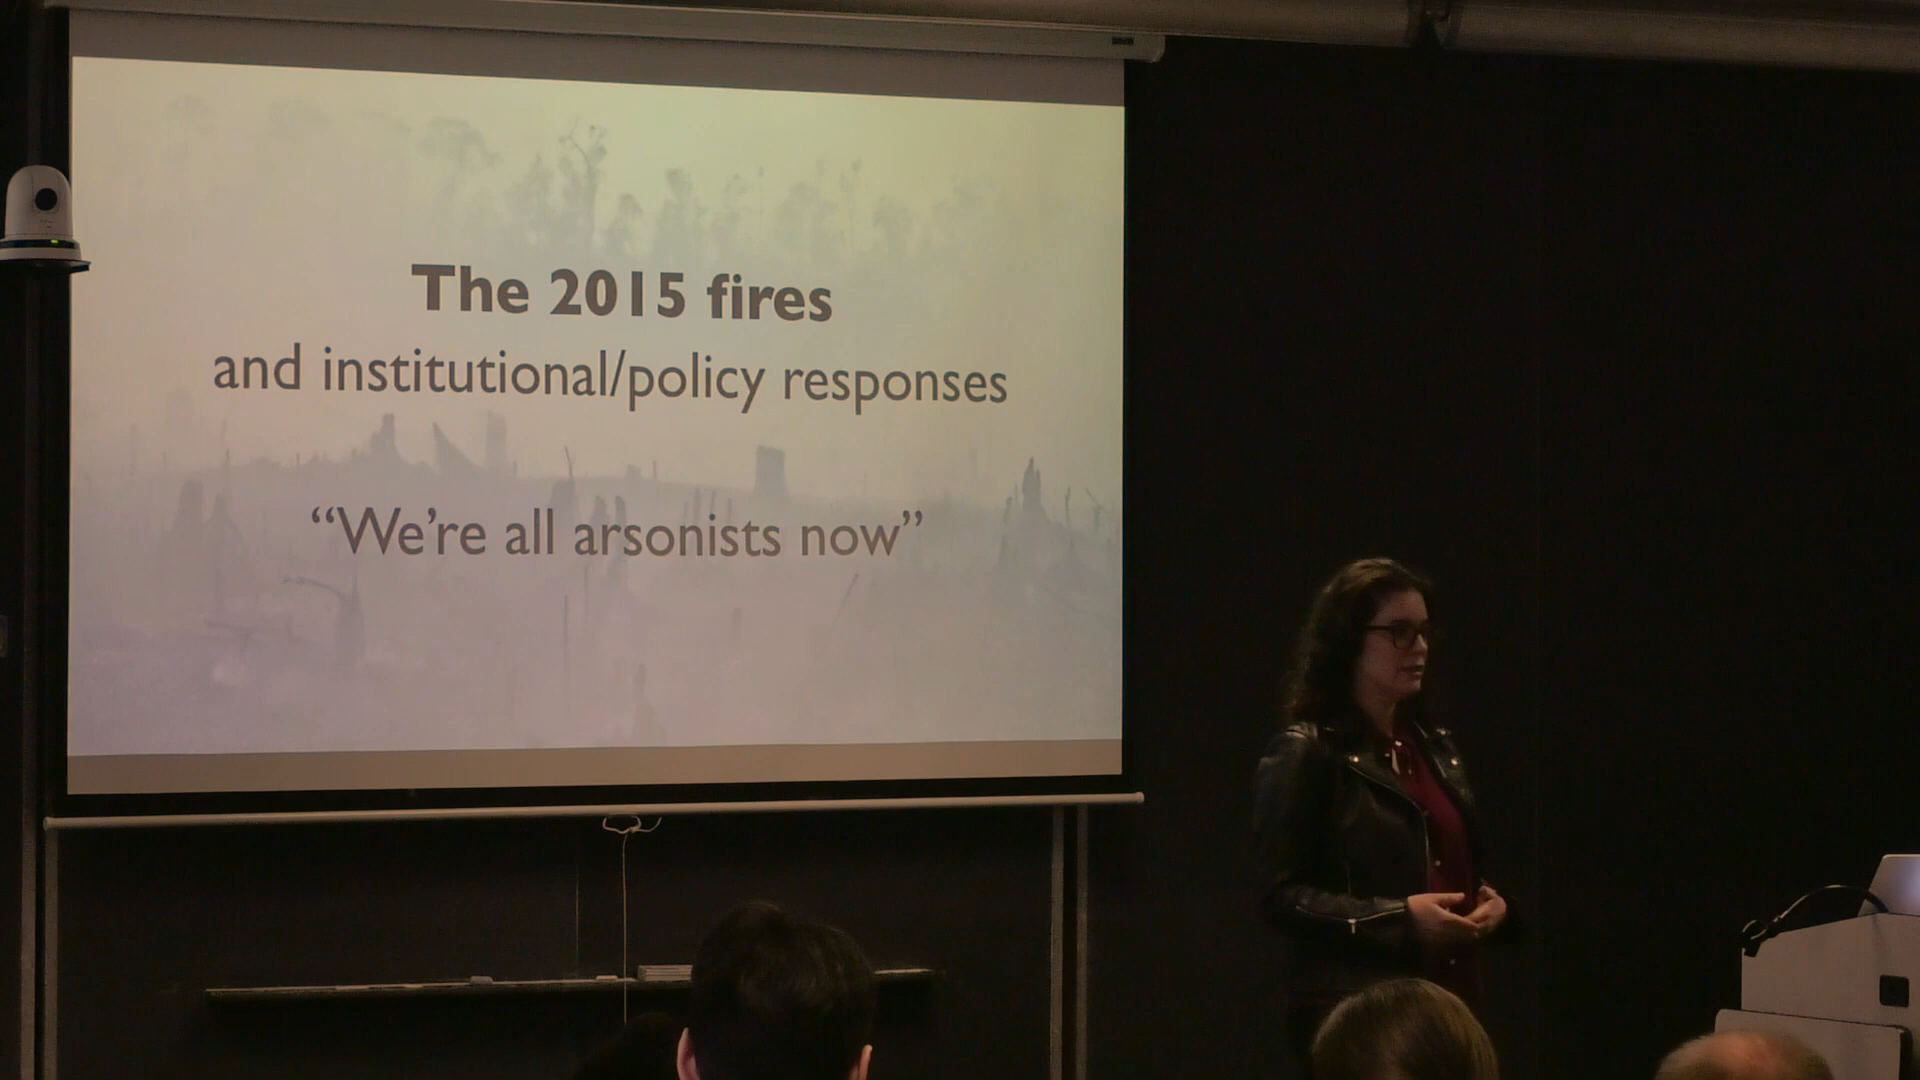 The 2015 fires
and institutional/policy responses
“We’re all arsonists now”